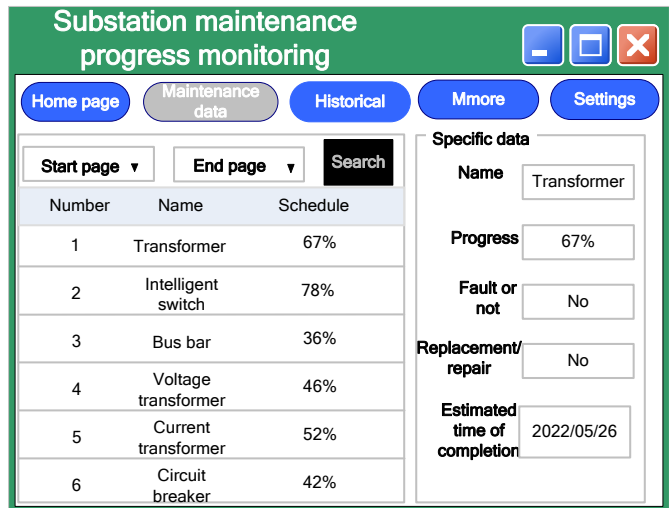 Substation maintenance
progress monitoring
Home page
Maintenance
data
Historical
Mmore
Settings
Start page
End page
Search
Number Name Schedule
1 Transformer 67%
2 Intelligent
switch 78%
3 Bus bar 36%
4 Voltage
transformer 46%
5 Current
transformer 52%
6 Circuit
breaker 42%
Specific data
Name Transformer
Progress 67%
Fault or
not No
Replacement/
repair No
Estimated
time of
completion 2022/05/26